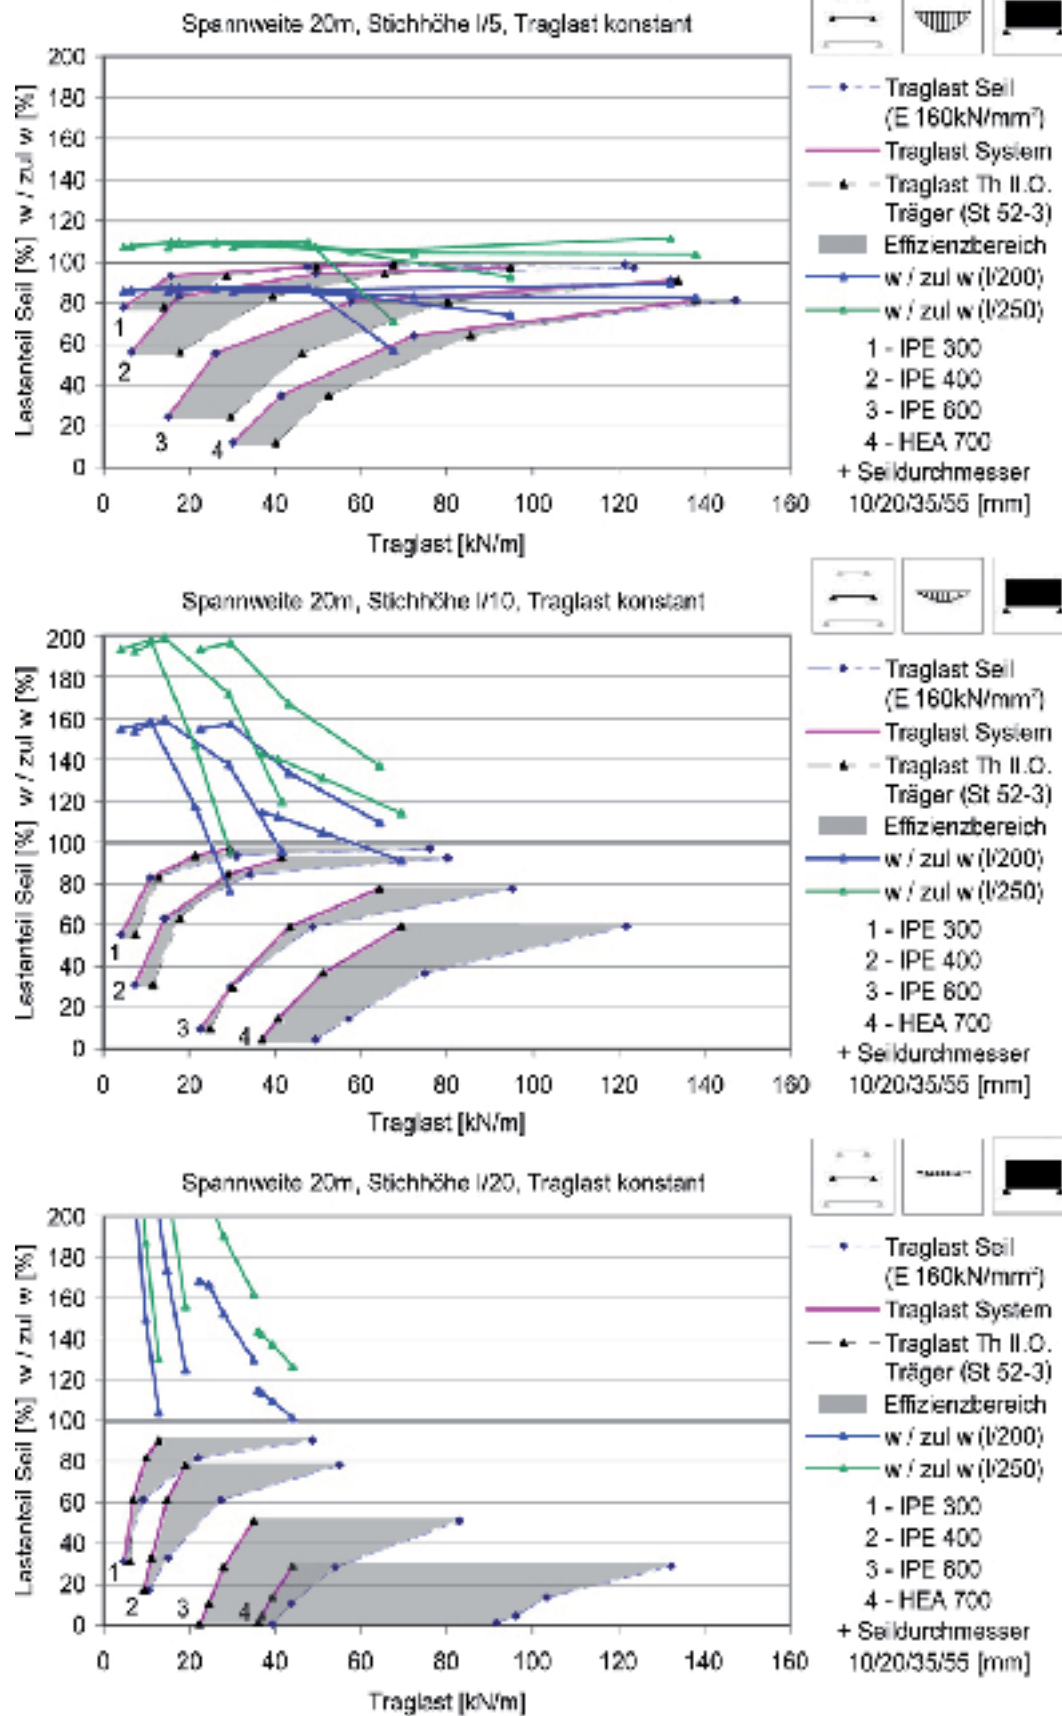 Spannweite 20m, Stichhöhe l/5, Traglast konstant
Lastanteil Seil [%] w / zul w [%]
200
180
160
140
120
100
80
60
40
20
0
1
2
3
4
0 20 40 60 80 100 120 140 160
Traglast [kN/m]
Traglast Seil
(E 160kN/mm²)
Traglast System
Traglast Th II.O.
Träger (St 52-3)
Effizienzbereich
w / zul w (l/200)
w / zul w (l/250)
1 - IPE 300
2 - IPE 400
3 - IPE 600
4 - HEA 700
+ Seildurchmesser
10/20/35/55 [mm]
Spannweite 20m, Stichhöhe l/10, Traglast konstant
Lastanteil Seil [%] w / zul w [%]
200
180
160
140
120
100
80
60
40
20
0
1
2
3
4
0 20 40 60 80 100 120 140 160
Traglast [kN/m]
Traglast Seil
(E 160kN/mm²)
Traglast System
Traglast Th II.O.
Träger (St 52-3)
Effizienzbereich
w / zul w (l/200)
w / zul w (l/250)
1 - IPE 300
2 - IPE 400
3 - IPE 600
4 - HEA 700
+ Seildurchmesser
10/20/35/55 [mm]
Spannweite 20m, Stichhöhe l/20, Traglast konstant
Lastanteil Seil [%] w / zul w [%]
200
180
160
140
120
100
80
60
40
20
0
1
2
3
4
0 20 40 60 80 100 120 140 160
Traglast [kN/m]
Traglast Seil
(E 160kN/mm²)
Traglast System
Traglast Th II.O.
Träger (St 52-3)
Effizienzbereich
w / zul w (l/200)
w / zul w (l/250)
1 - IPE 300
2 - IPE 400
3 - IPE 600
4 - HEA 700
+ Seildurchmesser
10/20/35/55 [mm]